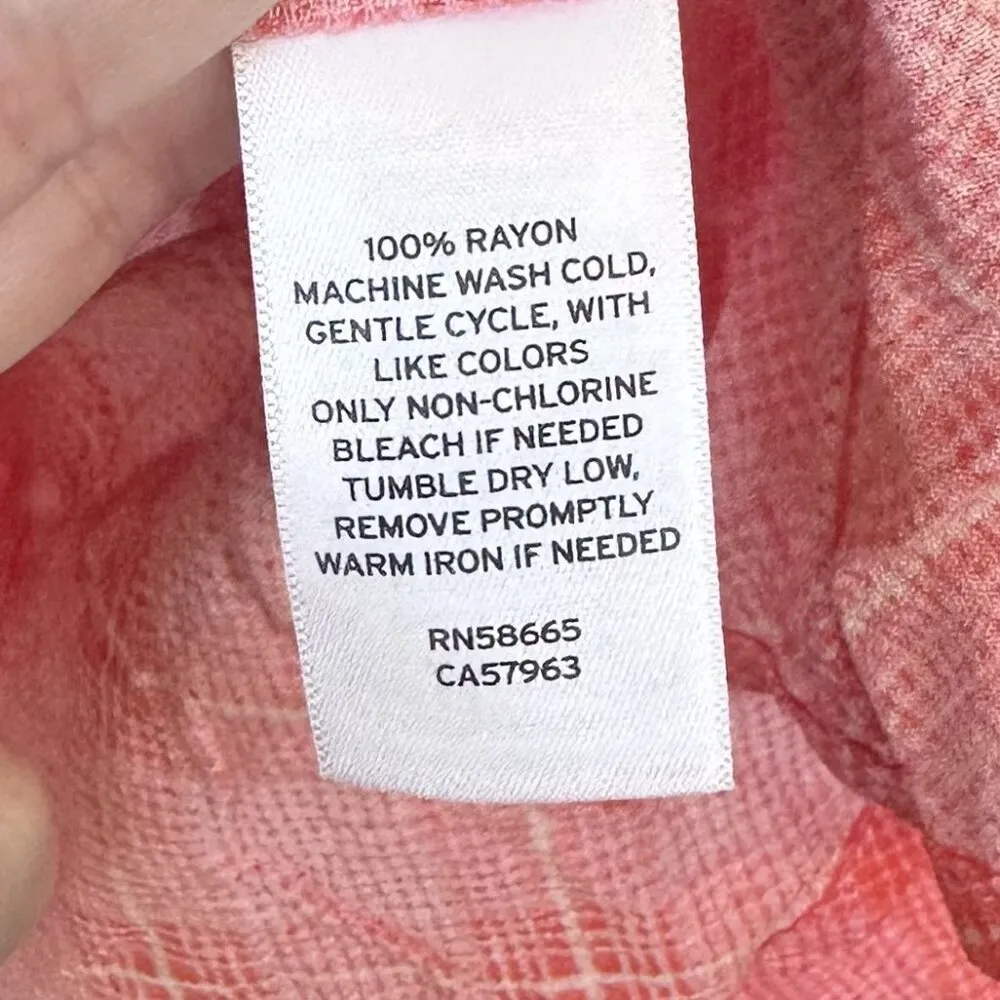 100% RAYON
MACHINE WASH COLD,
GENTLE CYCLE, WITH
LIKE COLORS
ONLY NON-CHLORINE
BLEACH IF NEEDED
TUMBLE DRY LOW,
REMOVE PROMPTLY
WARM IRON IF NEEDED
RN58665
CA57963